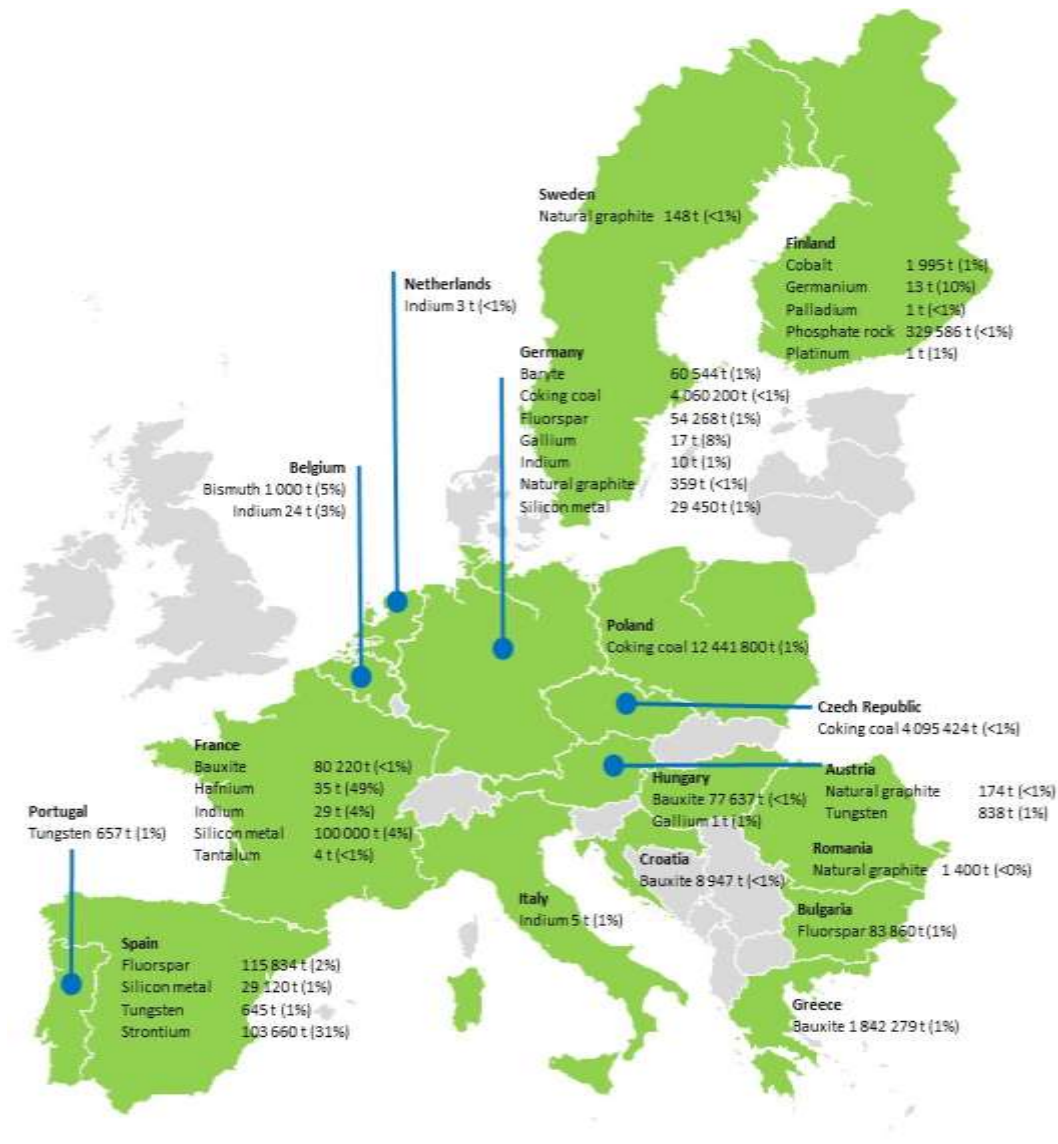 Sweden
Natural graphite 148 t (<1%)
Finland
Cobalt 1 995 t (1%)
Germanium 13 t (10%)
Palladium 1 t (<1%)
Phosphate rock 329 586 t (<1%)
Platinum 1 t (1%)
Netherlands
Indium 3 t (<1%)
Germany
Baryte 60 544 t (1%)
Coking coal 4 060 200 t (<1%)
Fluorspar 54 268 t (1%)
Gallium 17 t (8%)
Indium 10 t (1%)
Natural graphite 359 t (<1%)
Silicon metal 29 450 t (1%)
Belgium
Bismuth 1 000 t (5%)
Indium 24 t (3%)
Poland
Coking coal 12 441 800 t (1%)
Czech Republic
Coking coal 4 095 424 t (<1%)
France
Bauxite 80 220 t (<1%)
Hafnium 35 t (49%)
Indium 29 t (4%)
Silicon metal 100 000 t (4%)
Tantalum 4 t (<1%)
Austria
Natural graphite 174 t (<1%)
Tungsten 838 t (1%)
Hungary
Bauxite 77 637 t (<1%)
Gallium 1 t (1%)
Portugal
Tungsten 657 t (1%)
Romania
Natural graphite 1 400 t (<0%)
Croatia
Bauxite 8 947 t (<1%)
Italy
Indium 5 t (1%)
Bulgaria
Fluorspar 83 860 t (1%)
Spain
Fluorspar 115 834 t (2%)
Silicon metal 29 120 t (1%)
Tungsten 645 t (1%)
Strontium 103 660 t (31%)
Greece
Bauxite 1 842 279 t (1%)